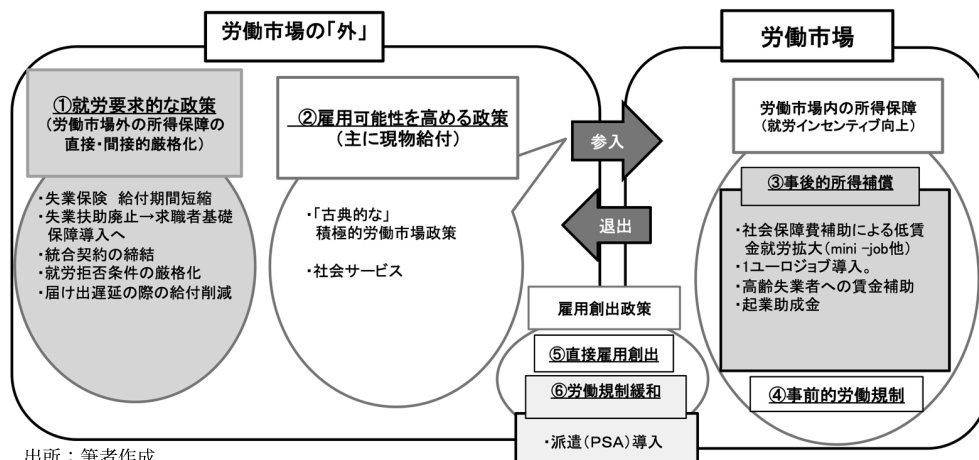 労働市場の「外」
労働市場
①就労要求的な政策
(労働市場外の所得保障の
直接・間接的厳格化)
・失業保険 給付期間短縮
・失業扶助廃止→求職者基礎
保障導入へ
・統合契約の締結
・就労拒否条件の厳格化
・届け出遅延の際の給付削減
②雇用可能性を高める政策
(主に現物給付)
・「古典的な」
積極的労働市場政策
・社会サービス
参入
退出
雇用創出政策
⑤直接雇用創出
⑥労働規制緩和
・派遣(PSA)導入
労働市場内の所得保障
(就労インセンティブ向上)
③事後的所得補償
・社会保障費補助による低賃
金就労拡大(mini-job他)
・1ユーロジョブ導入。
・高齢失業者への賃金補助
・起業助成金
④事前的労働規制
出所:筆者作成